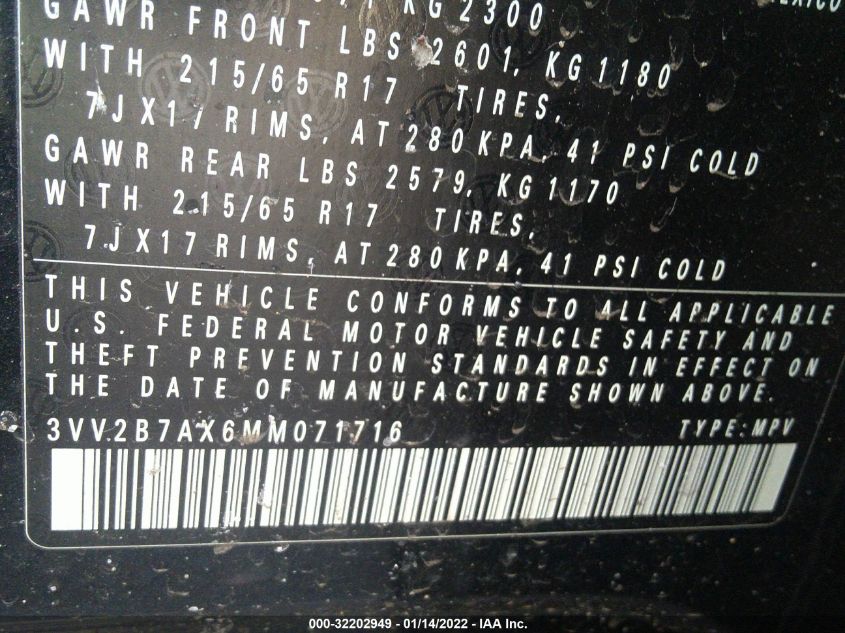 KG 2300
MEXICO
GAWR FRONT LBS 2601, KG 1180
WITH 215/65 R17 TIRES,
7JX17 RIMS, AT 280 KPA, 41 PSI COLD
GAWR REAR LBS 2579, KG 1170
WITH 215/65 R17 TIRES,
7JX17 RIMS, AT 280 KPA, 41 PSI COLD
THIS VEHICLE CONFORMS TO ALL APPLICABLE
U.S. FEDERAL MOTOR VEHICLE SAFETY AND
THEFT PREVENTION STANDARDS IN EFFECT ON
THE DATE OF MANUFACTURE SHOWN ABOVE.
3VV2B7AX6MM071716 TYPE: MPV
000-32202949 - 01/14/2022 - IAA Inc.